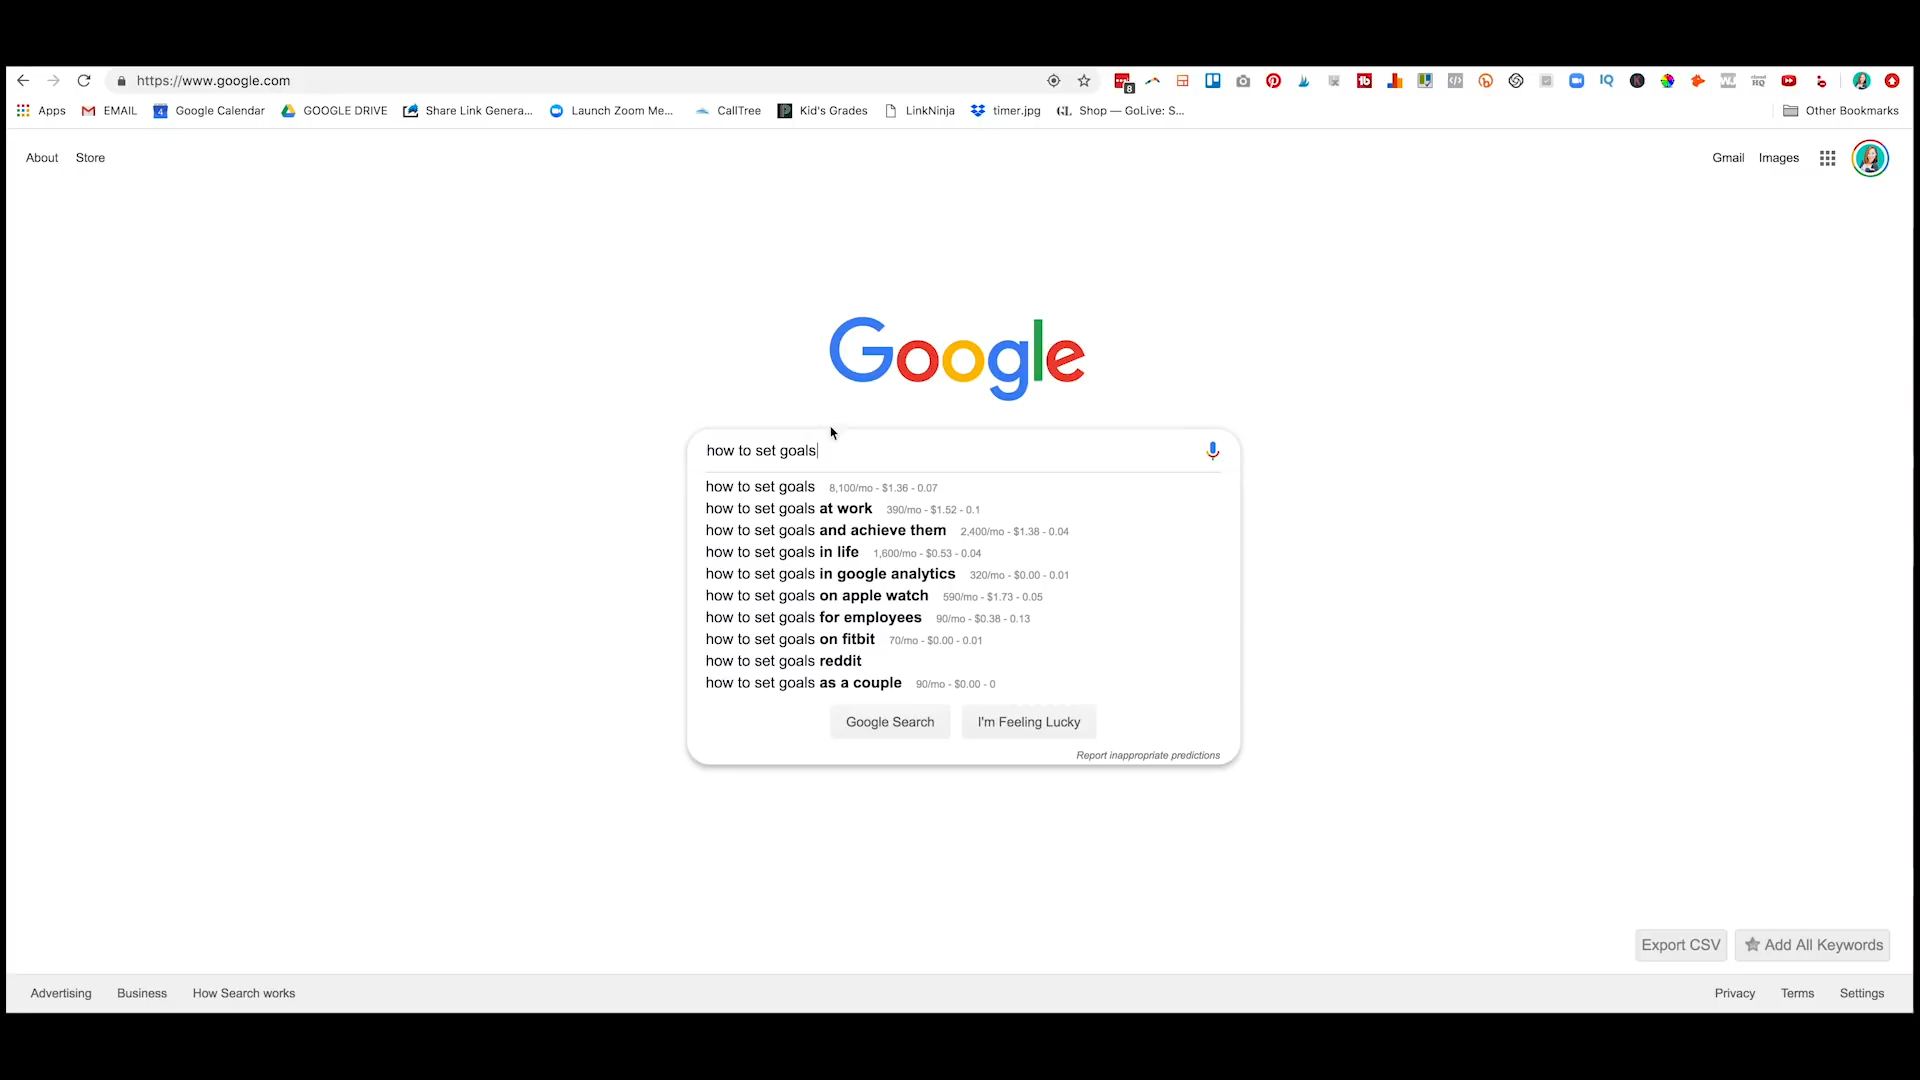 https://www.google.com
8
Apps EMAIL 4 Google Calendar GOOGLE DRIVE Share Link Genera... Launch Zoom Me... CallTree Kid's Grades LinkNinja timer.jpg GL Shop — GoLive: S... Other Bookmarks
About Store Gmail Images
Google
how to set goals
how to set goals 8,100/mo - $1.36 - 0.07
how to set goals at work 390/mo - $1.52 - 0.1
how to set goals and achieve them 2,400/mo - $1.38 - 0.04
how to set goals in life 1,600/mo - $0.53 - 0.04
how to set goals in google analytics 320/mo - $0.00 - 0.01
how to set goals on apple watch 590/mo - $1.73 - 0.05
how to set goals for employees 90/mo - $0.38 - 0.13
how to set goals on fitbit 70/mo - $0.00 - 0.01
how to set goals reddit
how to set goals as a couple 90/mo - $0.00 - 0
Google Search I'm Feeling Lucky
Report inappropriate predictions
Export CSV Add All Keywords
Advertising Business How Search works Privacy Terms Settings